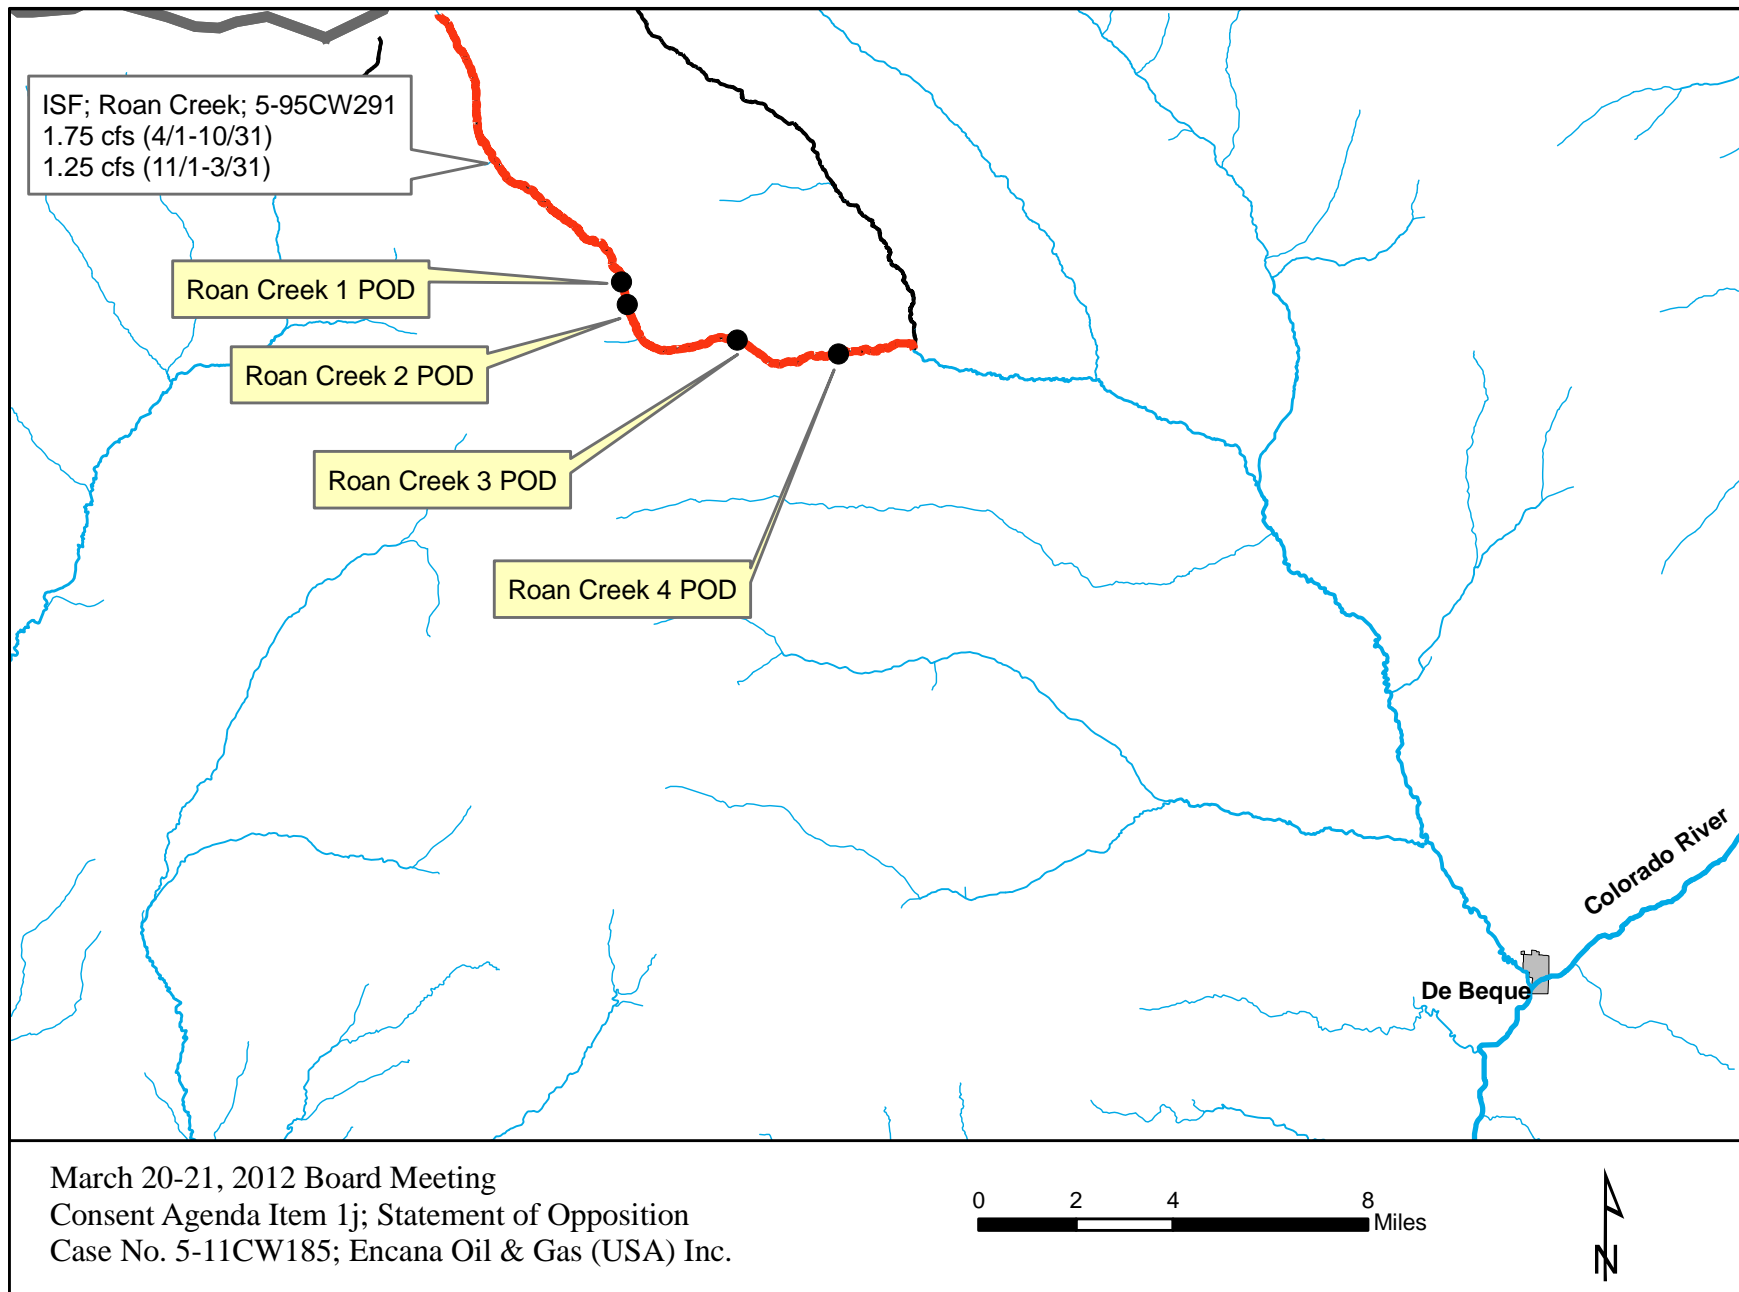 ISF; Roan Creek; 5-95CW291
1.75 cfs (4/1-10/31)
1.25 cfs (11/1-3/31)
Roan Creek 1 POD
Roan Creek 2 POD
Roan Creek 3 POD
Roan Creek 4 POD
Colorado River
De Beque
March 20-21, 2012 Board Meeting
Consent Agenda Item 1j; Statement of Opposition
Case No. 5-11CW185; Encana Oil & Gas (USA) Inc.
0 2 4 8
Miles
N